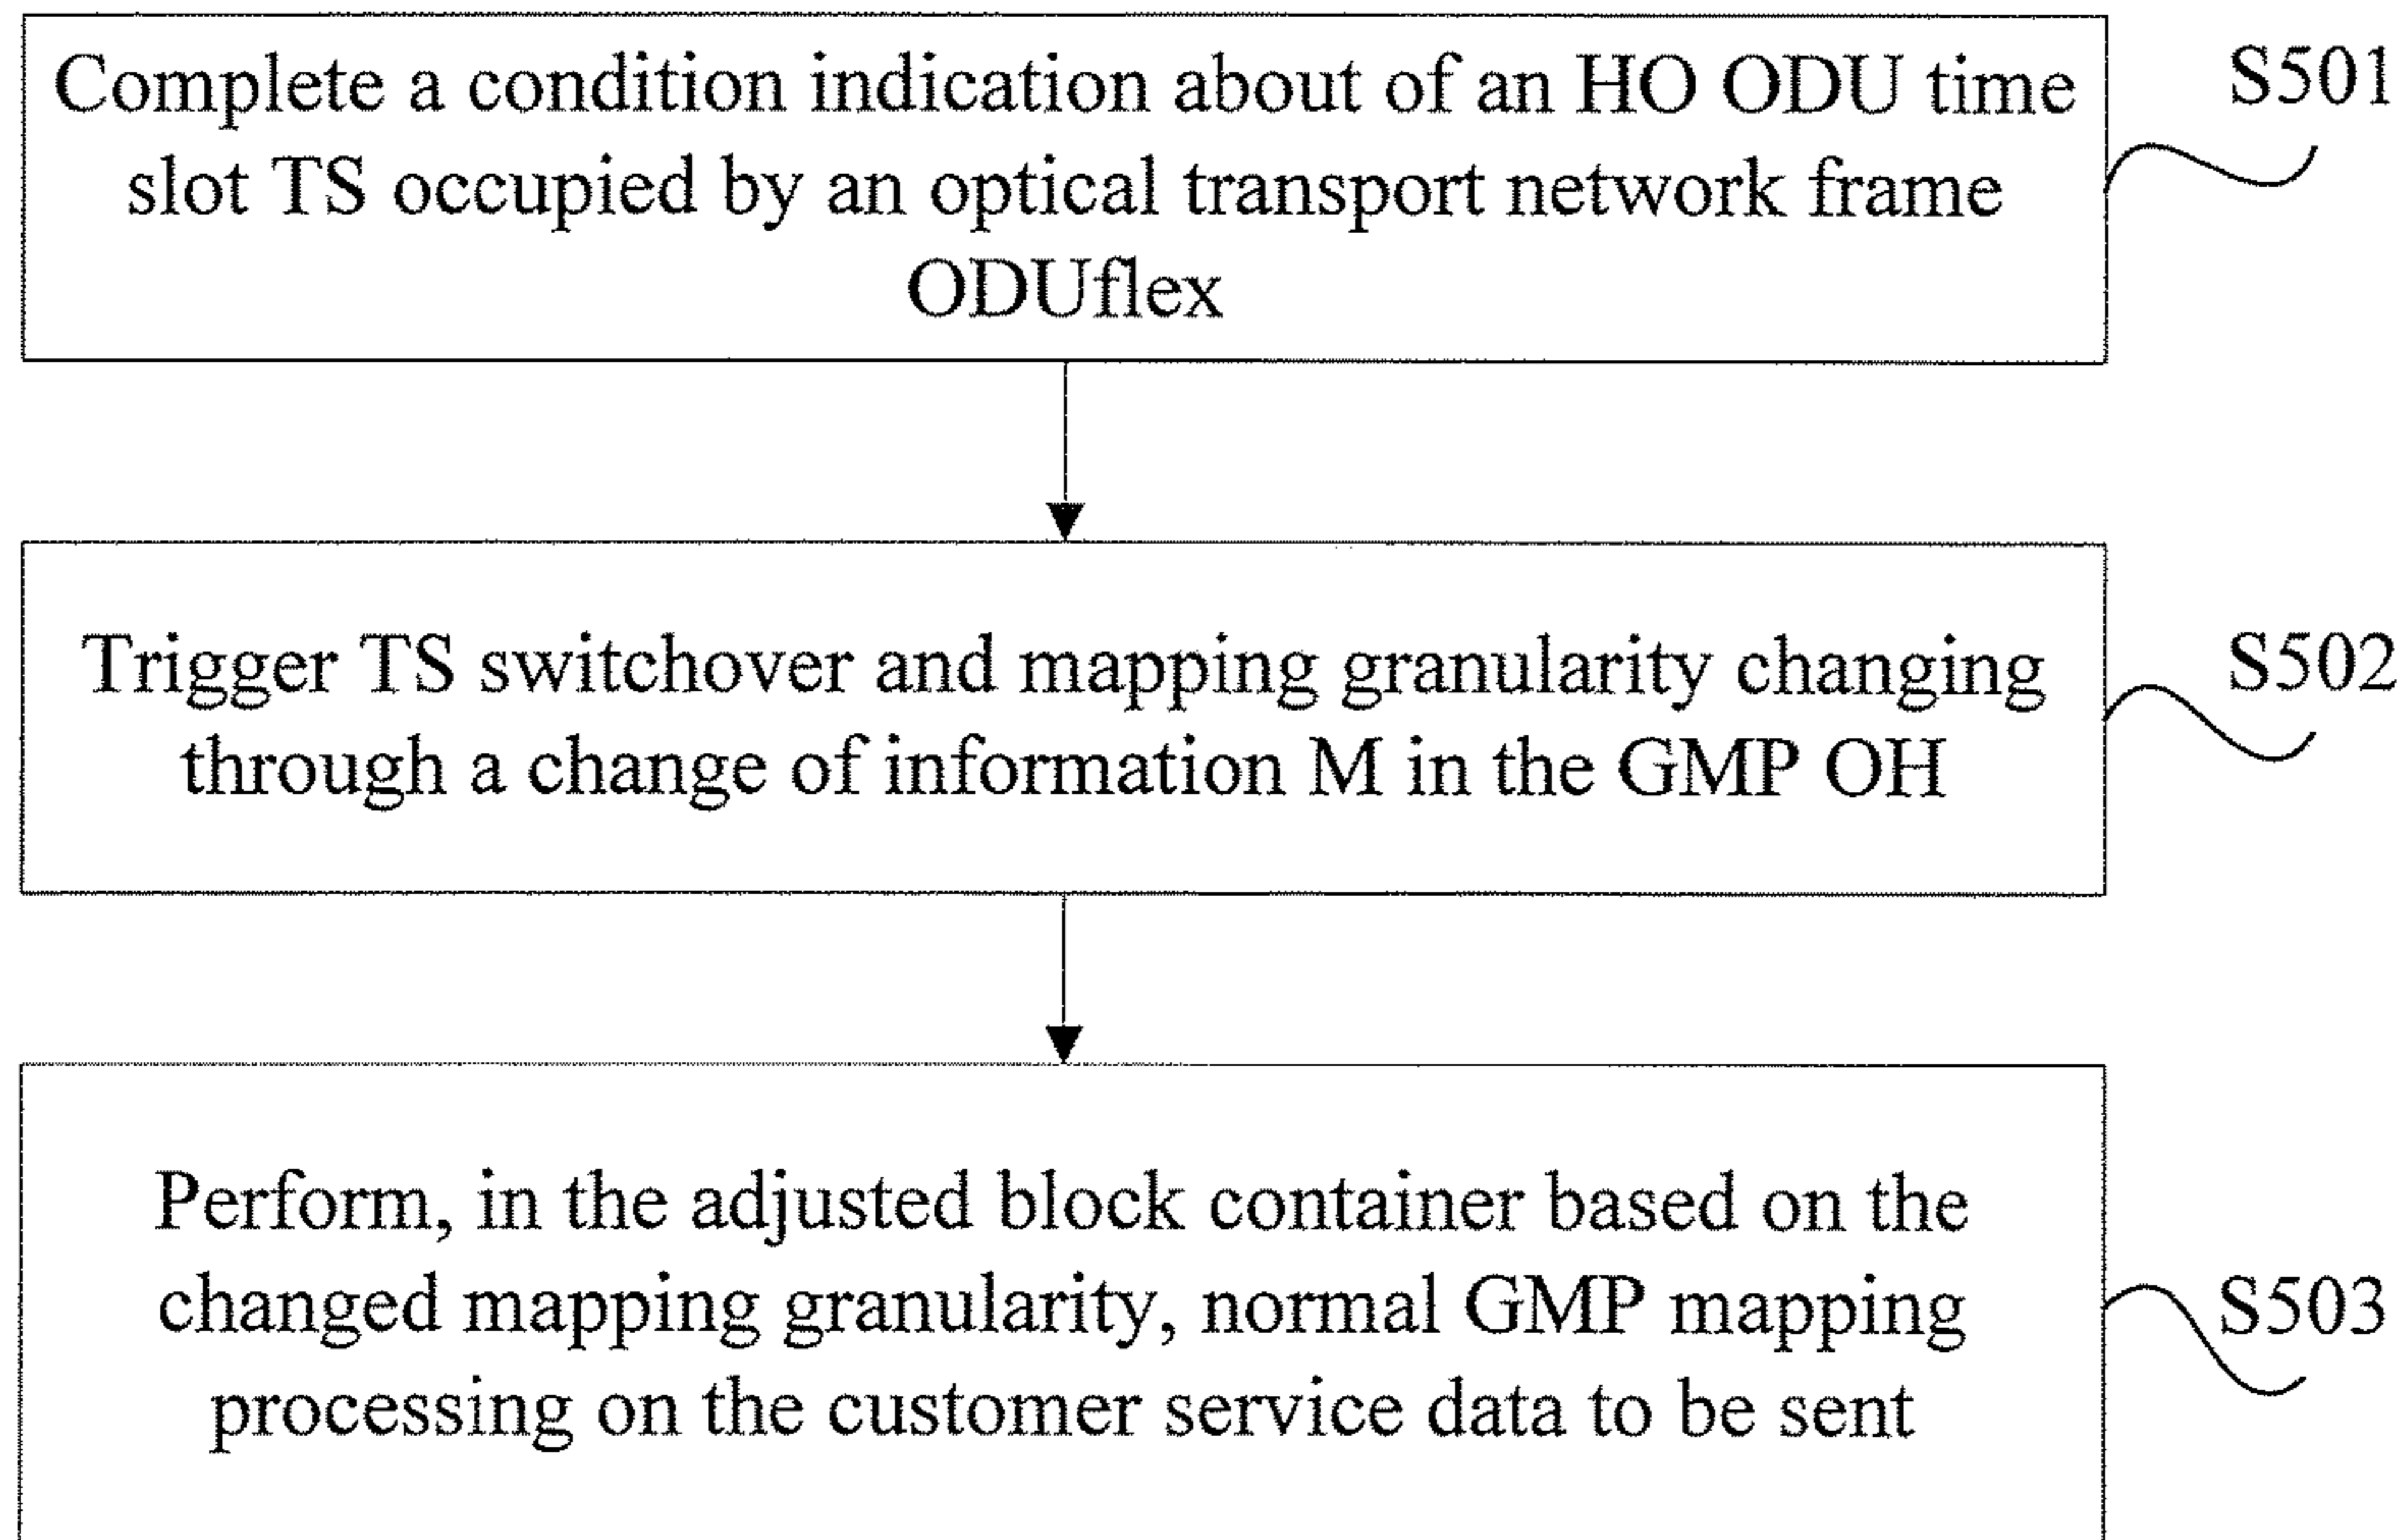 Complete a condition indication about of an HO ODU time
slot TS occupied by an optical transport network frame
ODUflex
S501
Trigger TS switchover and mapping granularity changing
through a change of information M in the GMP OH
S502
Perform, in the adjusted block container based on the
changed mapping granularity, normal GMP mapping
processing on the customer service data to be sent
S503